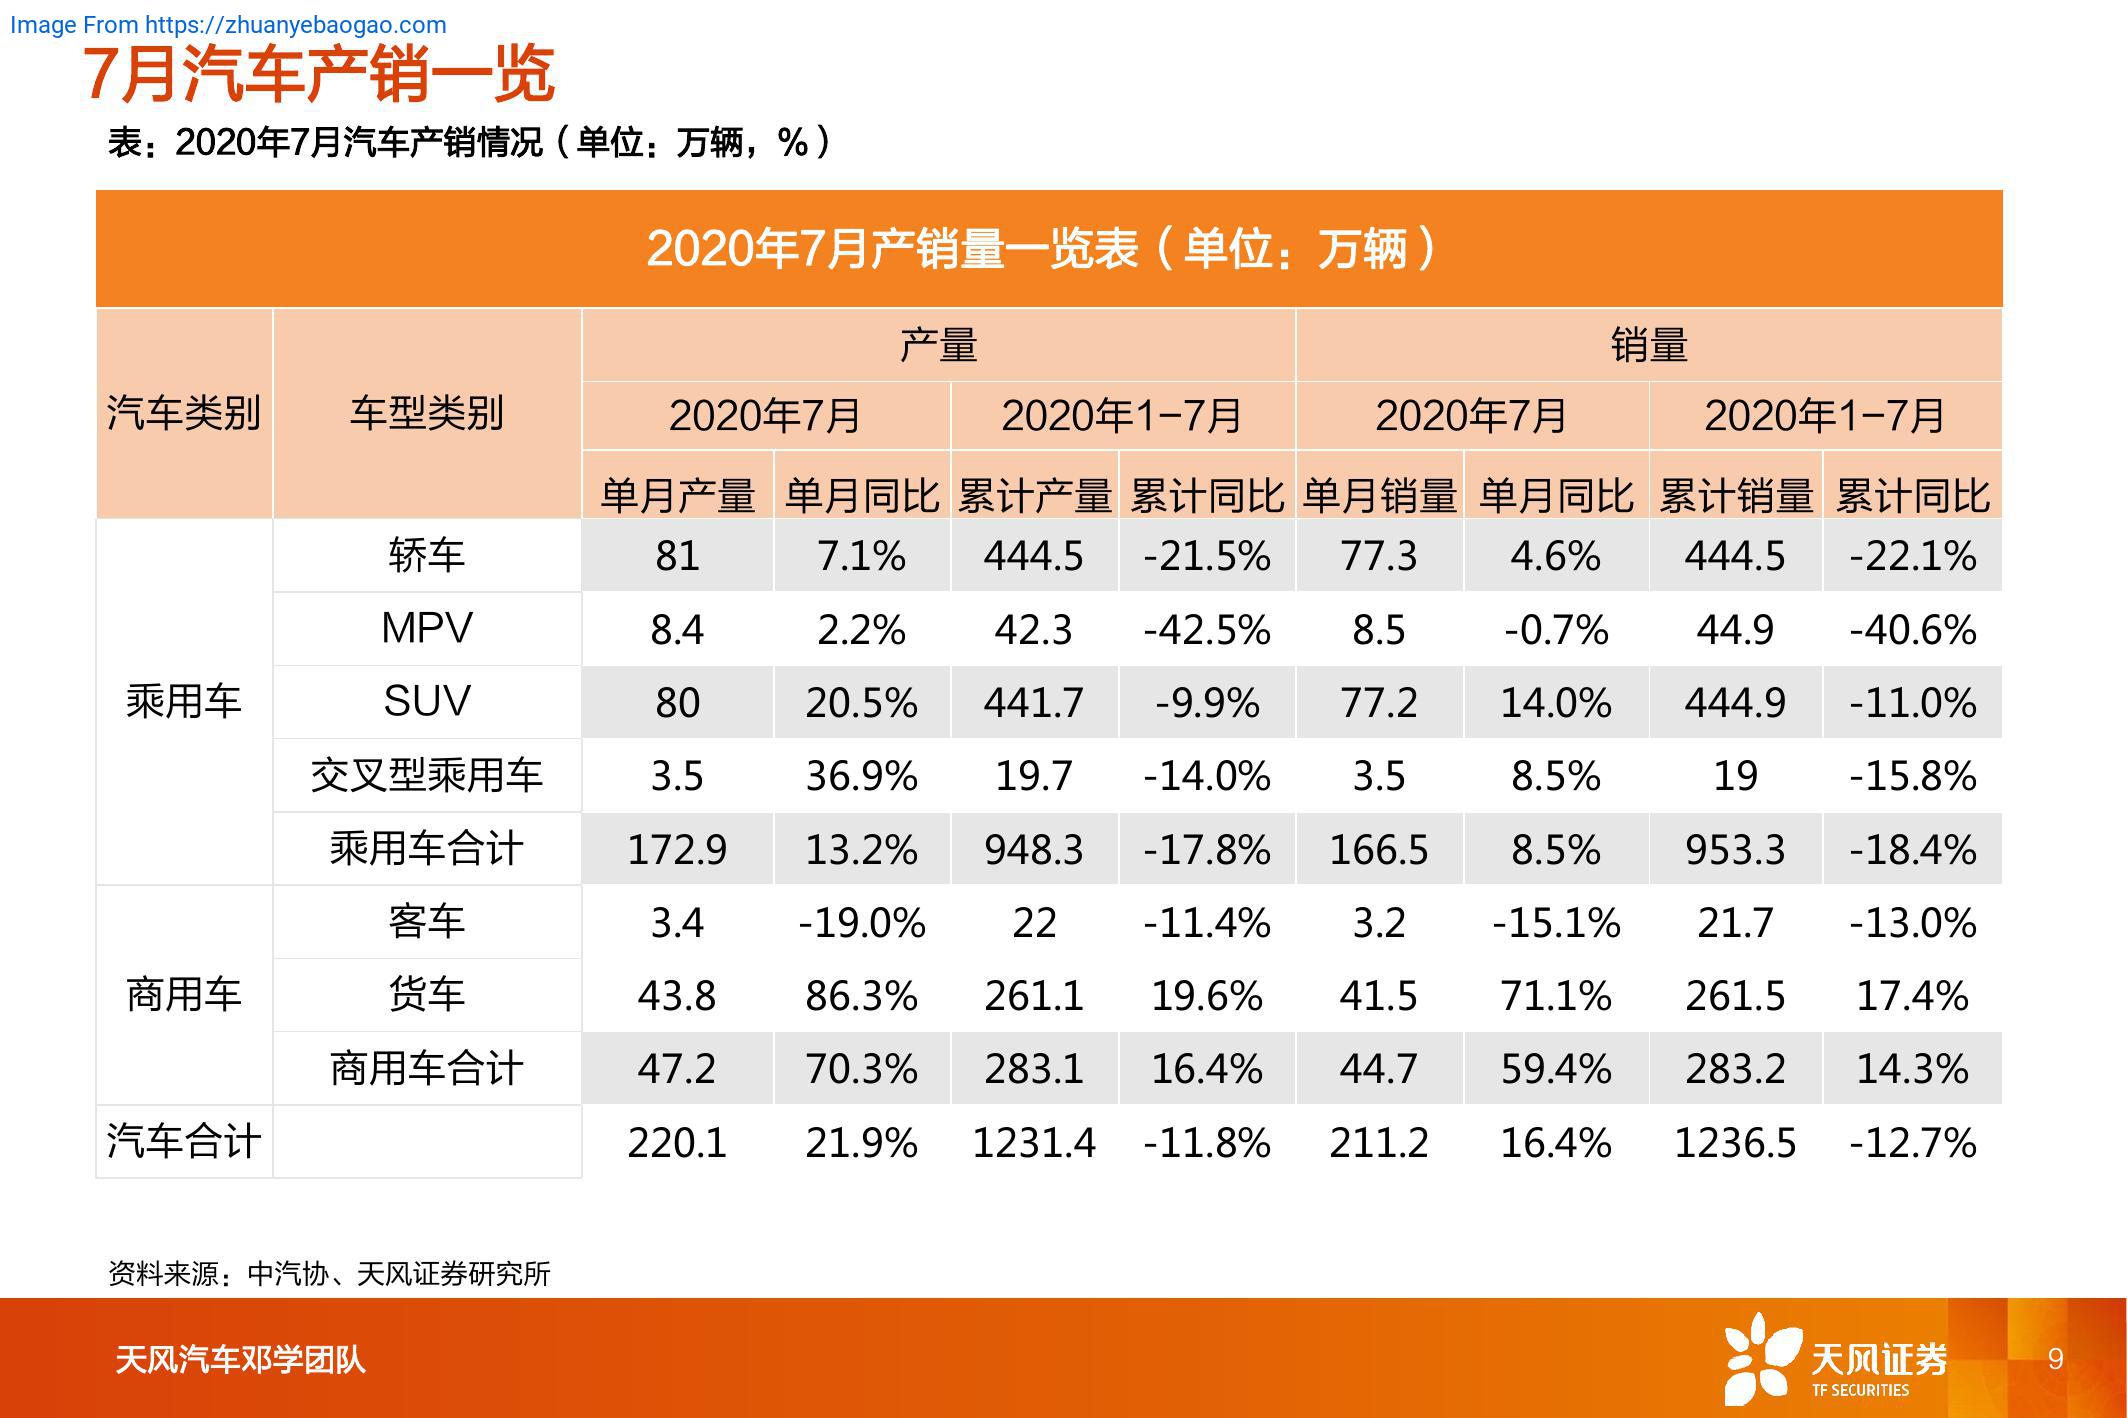 Image From https://zhuanyebaogao.com
7月汽车产销一览
表：2020年7月汽车产销情况（单位：万辆，%）
2020年7月产销量一览表（单位：万辆）
汽车类别 车型类别 产量 销量
2020年7月 2020年1-7月 2020年7月 2020年1-7月
单月产量 单月同比 累计产量 累计同比 单月销量 单月同比 累计销量 累计同比
乘用车 轿车 81 7.1% 444.5 -21.5% 77.3 4.6% 444.5 -22.1%
MPV 8.4 2.2% 42.3 -42.5% 8.5 -0.7% 44.9 -40.6%
SUV 80 20.5% 441.7 -9.9% 77.2 14.0% 444.9 -11.0%
交叉型乘用车 3.5 36.9% 19.7 -14.0% 3.5 8.5% 19 -15.8%
乘用车合计 172.9 13.2% 948.3 -17.8% 166.5 8.5% 953.3 -18.4%
商用车 客车 3.4 -19.0% 22 -11.4% 3.2 -15.1% 21.7 -13.0%
货车 43.8 86.3% 261.1 19.6% 41.5 71.1% 261.5 17.4%
商用车合计 47.2 70.3% 283.1 16.4% 44.7 59.4% 283.2 14.3%
汽车合计 220.1 21.9% 1231.4 -11.8% 211.2 16.4% 1236.5 -12.7%
资料来源：中汽协、天风证券研究所
天风汽车邓学团队
天风证券
TF SECURITIES
9